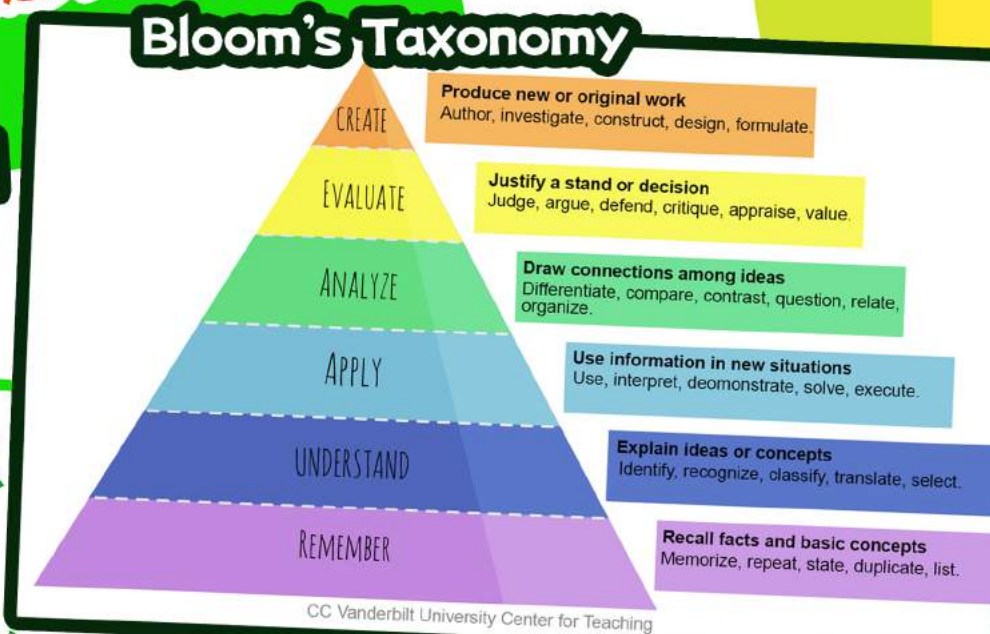 Bloom's Taxonomy
CREATE
Produce new or original work
Author, investigate, construct, design, formulate.
EVALUATE
Justify a stand or decision
Judge, argue, defend, critique, appraise, value.
ANALYZE
Draw connections among ideas
Differentiate, compare, contrast, question, relate,
organize.
APPLY
Use information in new situations
Use, interpret, deomonstrate, solve, execute.
UNDERSTAND
Explain ideas or concepts
Identify, recognize, classify, translate, select.
REMEMBER
Recall facts and basic concepts
Memorize, repeat, state, duplicate, list.
CC Vanderbilt University Center for Teaching